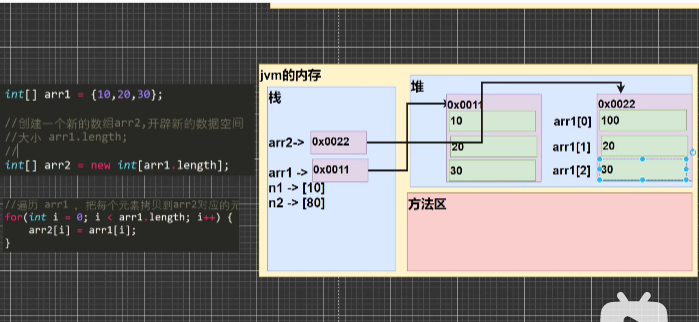 int[] arr1 = {10,20,30};
//创建一个新的数组arr2,开辟新的数据空间
//大小 arr1.length;
//
int[] arr2 = new int[arr1.length];
//遍历 arr1 ,把每个元素拷贝到arr2对应的元
for(int i = 0; i < arr1.length; i++) {
arr2[i] = arr1[i];
}
jvm的内存
栈
arr2-> 0x0022
arr1 -> 0x0011
n1 -> [10]
n2 -> [80]
堆
0x0011
10
20
30
0x0022
arr1[0] 100
arr1[1] 20
arr1[2] 30
方法区